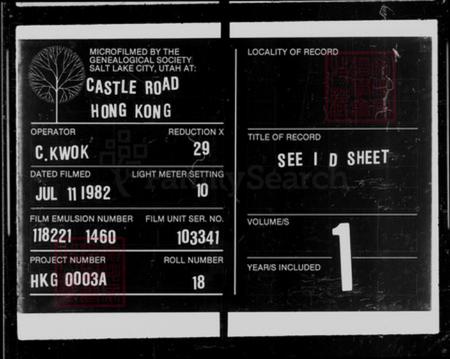 MICROFILMED BY THE
GENEALOGICAL SOCIETY
SALT LAKE CITY, UTAH AT:
CASTLE ROAD
HONG KONG
OPERATOR
REDUCTION X
C.KWOK
29
DATED FILMED
LIGHT METER SETTING
JUL 11 1982
10
FILM EMULSION NUMBER
FILM UNIT SER. NO.
118221 1460
103341
PROJECT NUMBER
ROLL NUMBER
HKG 0003A
18
LOCALITY OF RECORD
TITLE OF RECORD
SEE I D SHEET
FamilySearch
VOLUME/S
1
YEAR/S INCLUDED